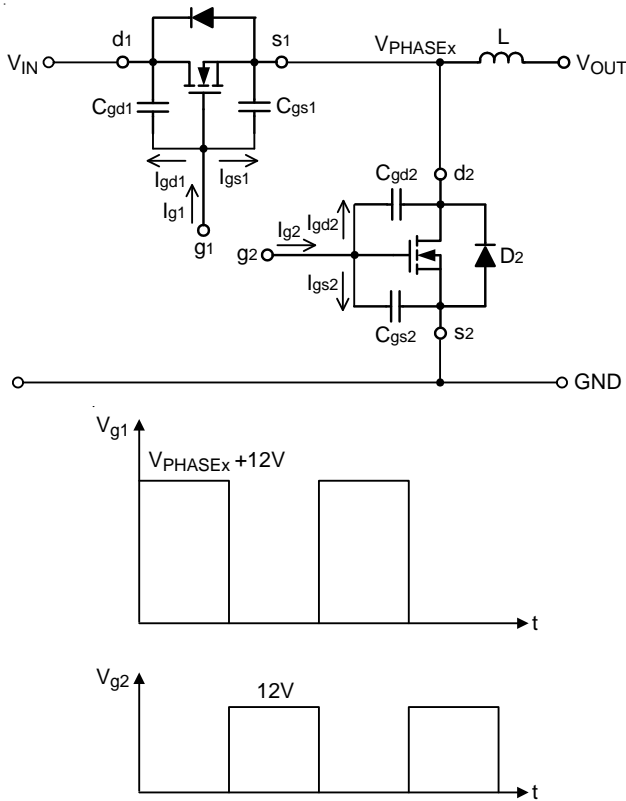 d1 s1 VPHASEx L
VIN VOUT
Cgd1 Cgs1
Igd1 Igs1 Cgd2 d2
Ig1 Ig2 Igd2
g1 g2 D2
Igs2
Cgs2 s2
GND
Vg1
VPHASEx +12V
t
Vg2 12V
t